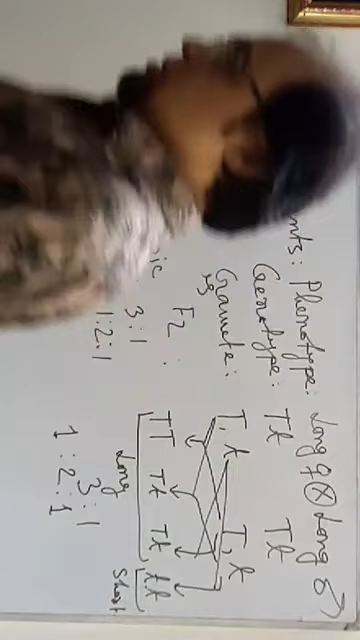 nts: Phenotype: Long ♀ ⊗ Long ♂
Genotype: Tt Tt
Gametes: T, t T, t
F2 :
TT Tt Tt tt
Long Short
ic 3:1 3:1
1:2:1 1:2:1